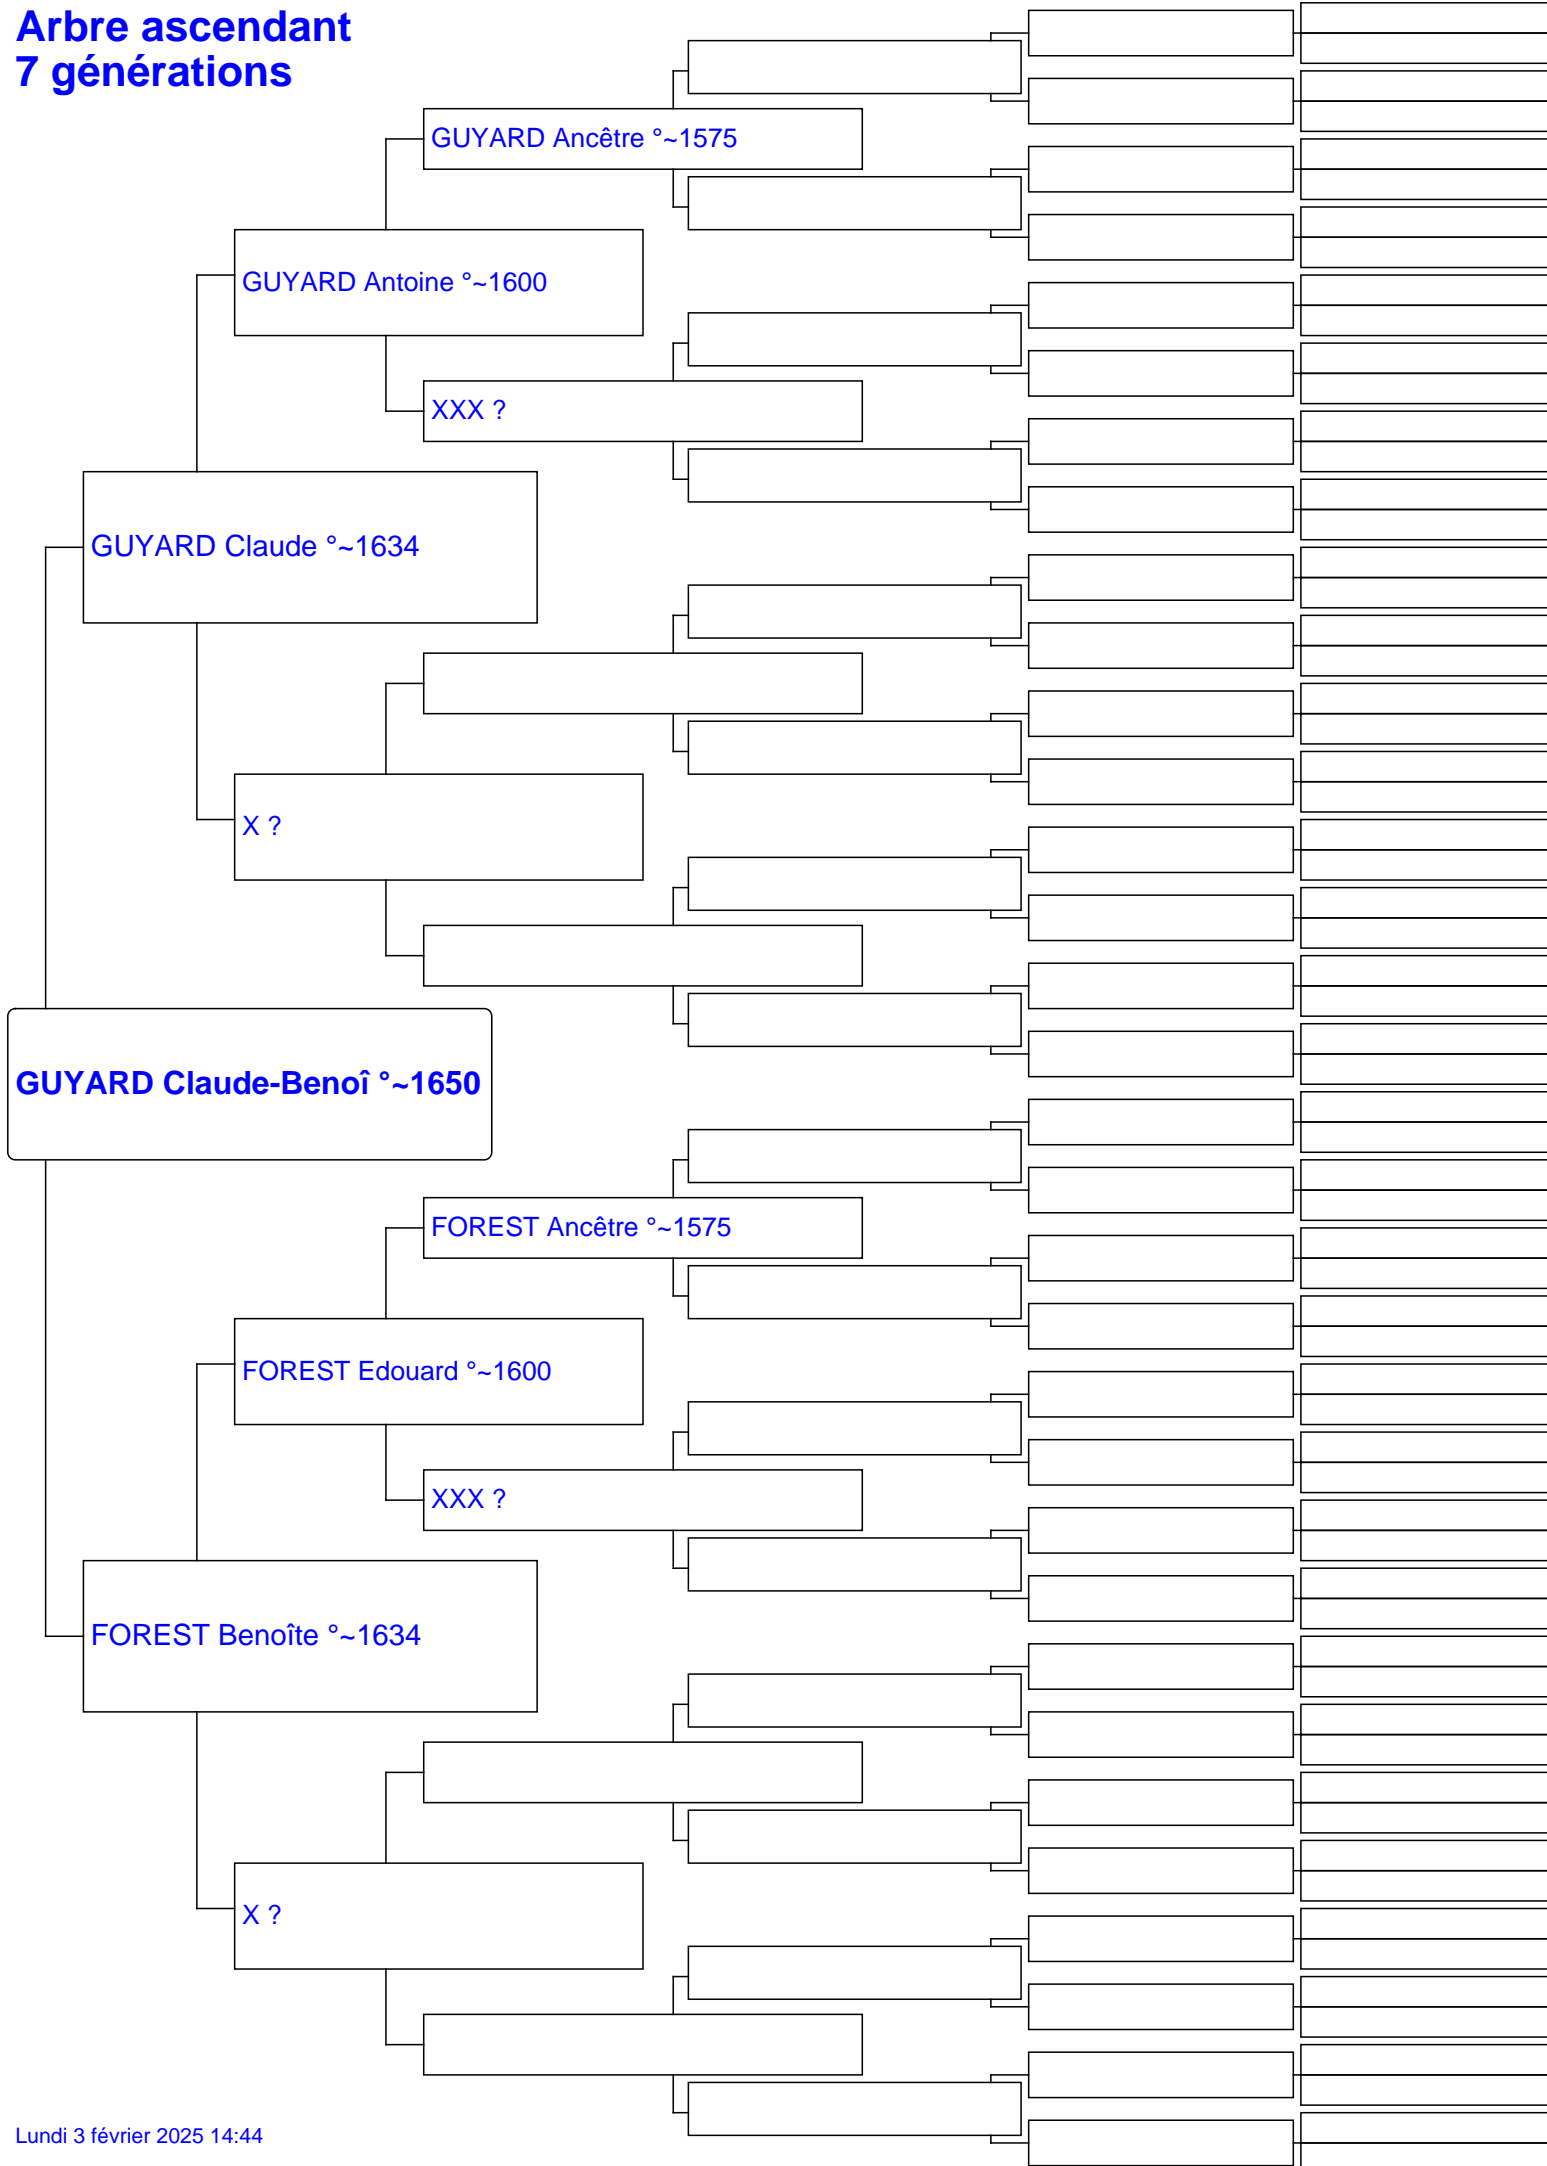 Arbre ascendant
7 générations
GUYARD Ancêtre °~1575
GUYARD Antoine °~1600
XXX ?
GUYARD Claude °~1634
X ?
GUYARD Claude-Benoî °~1650
FOREST Ancêtre °~1575
FOREST Edouard °~1600
XXX ?
FOREST Benoîte °~1634
X ?
Lundi 3 février 2025 14:44